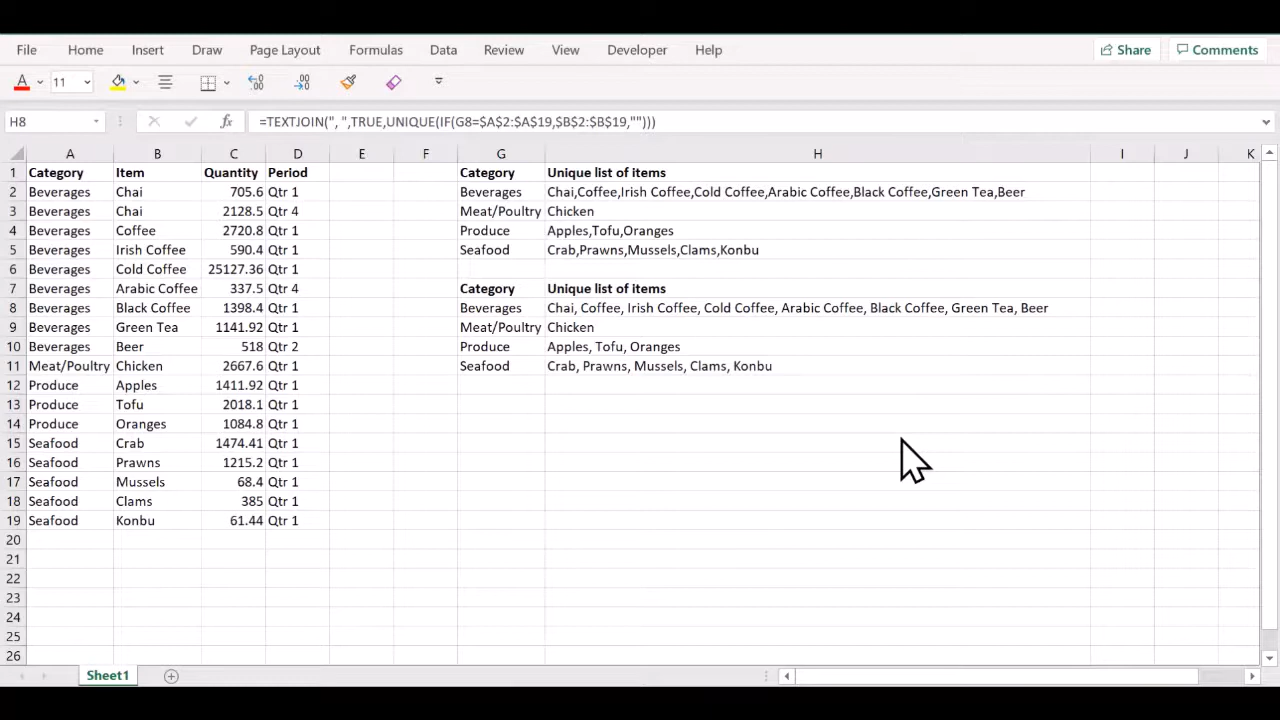 File Home Insert Draw Page Layout Formulas Data Review View Developer Help Share Comments
A 11
H8 fx =TEXTJOIN(", ",TRUE,UNIQUE(IF(G8=$A$2:$A$19,$B$2:$B$19,"")))
A B C D E F G H I J K
1 Category Item Quantity Period Category Unique list of items
2 Beverages Chai 705.6 Qtr 1 Beverages Chai,Coffee,Irish Coffee,Cold Coffee,Arabic Coffee,Black Coffee,Green Tea,Beer
3 Beverages Chai 2128.5 Qtr 4 Meat/Poultry Chicken
4 Beverages Coffee 2720.8 Qtr 1 Produce Apples,Tofu,Oranges
5 Beverages Irish Coffee 590.4 Qtr 1 Seafood Crab,Prawns,Mussels,Clams,Konbu
6 Beverages Cold Coffee 25127.36 Qtr 1
7 Beverages Arabic Coffee 337.5 Qtr 4 Category Unique list of items
8 Beverages Black Coffee 1398.4 Qtr 1 Beverages Chai, Coffee, Irish Coffee, Cold Coffee, Arabic Coffee, Black Coffee, Green Tea, Beer
9 Beverages Green Tea 1141.92 Qtr 1 Meat/Poultry Chicken
10 Beverages Beer 518 Qtr 2 Produce Apples, Tofu, Oranges
11 Meat/Poultry Chicken 2667.6 Qtr 1 Seafood Crab, Prawns, Mussels, Clams, Konbu
12 Produce Apples 1411.92 Qtr 1
13 Produce Tofu 2018.1 Qtr 1
14 Produce Oranges 1084.8 Qtr 1
15 Seafood Crab 1474.41 Qtr 1
16 Seafood Prawns 1215.2 Qtr 1
17 Seafood Mussels 68.4 Qtr 1
18 Seafood Clams 385 Qtr 1
19 Seafood Konbu 61.44 Qtr 1
20
21
22
23
24
25
26
Sheet1